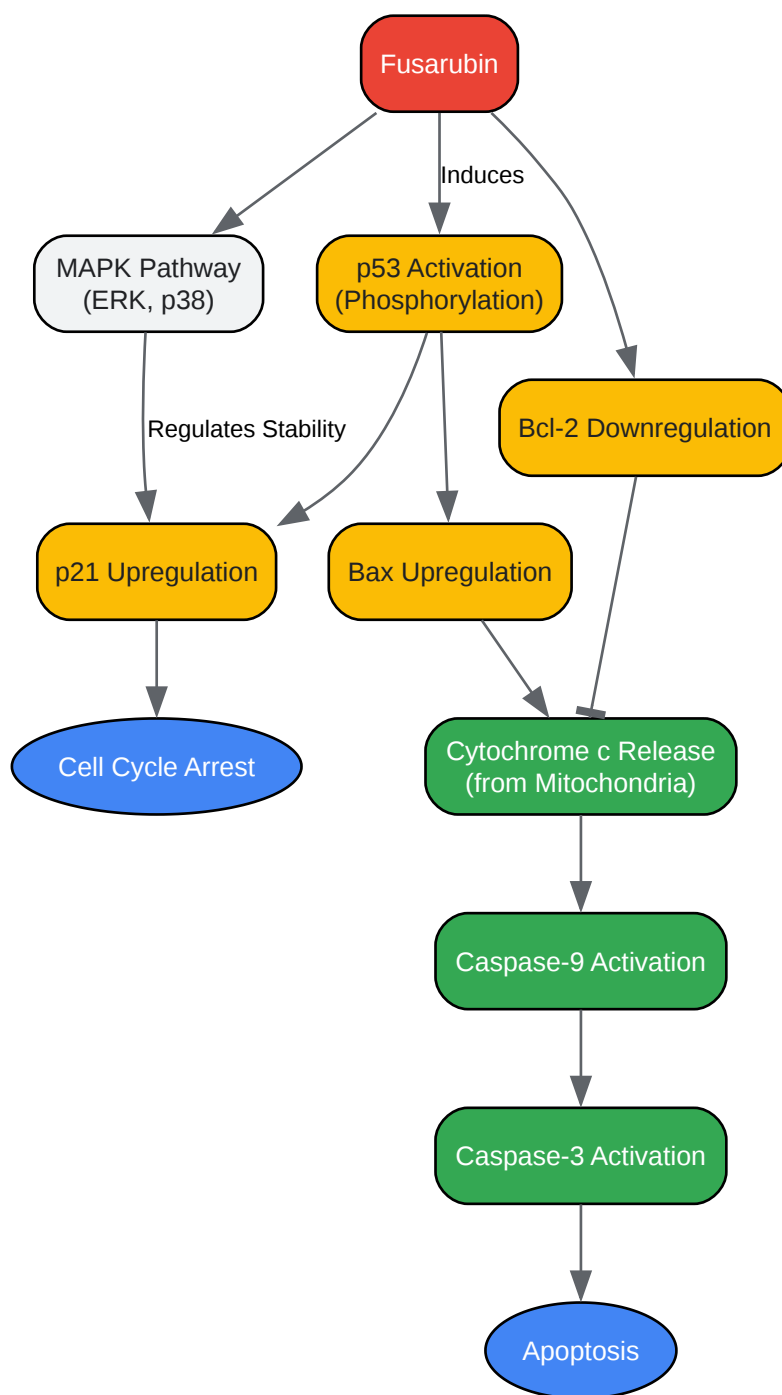 Fusarubin
Induces
MAPK Pathway
(ERK, p38)
p53 Activation
(Phosphorylation)
Regulates Stability
Bcl-2 Downregulation
p21 Upregulation
Bax Upregulation
Cell Cycle Arrest
Cytochrome c Release
(from Mitochondria)
Caspase-9 Activation
Caspase-3 Activation
Apoptosis